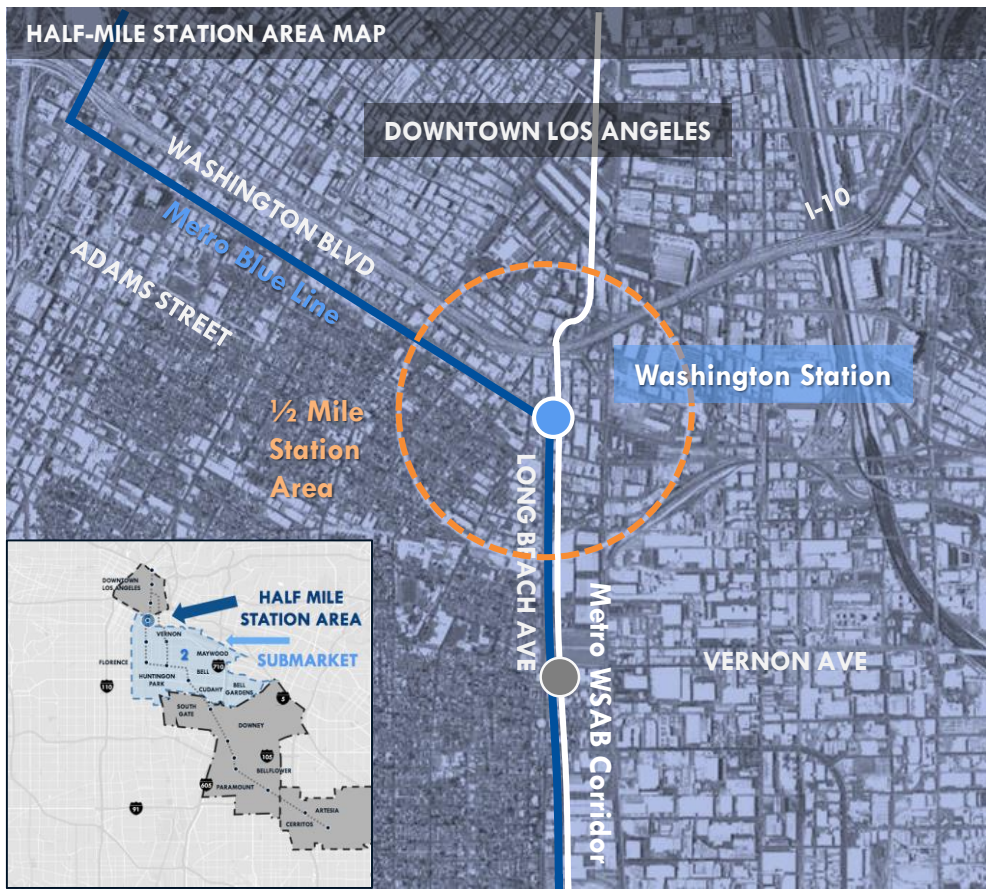 HALF-MILE STATION AREA MAP
DOWNTOWN LOS ANGELES
WASHINGTON BLVD
I-10
Metro Blue Line
ADAMS STREET
Washington Station
½ Mile
Station
Area
LONG BEACH AVE
Metro WSAB Corridor
VERNON AVE
DOWNTOWN
LOS ANGELES
HALF MILE
STATION AREA
VERNON
2
MAYWOOD
SUBMARKET
FLORENCE
BELL
710
HUNTINGON
PARK
CUDAHY
BELL
GARDENS
110
5
SOUTH
GATE
DOWNEY
105
BELLFLOWER
605
PARAMOUNT
91
ARTESIA
CERRITOS